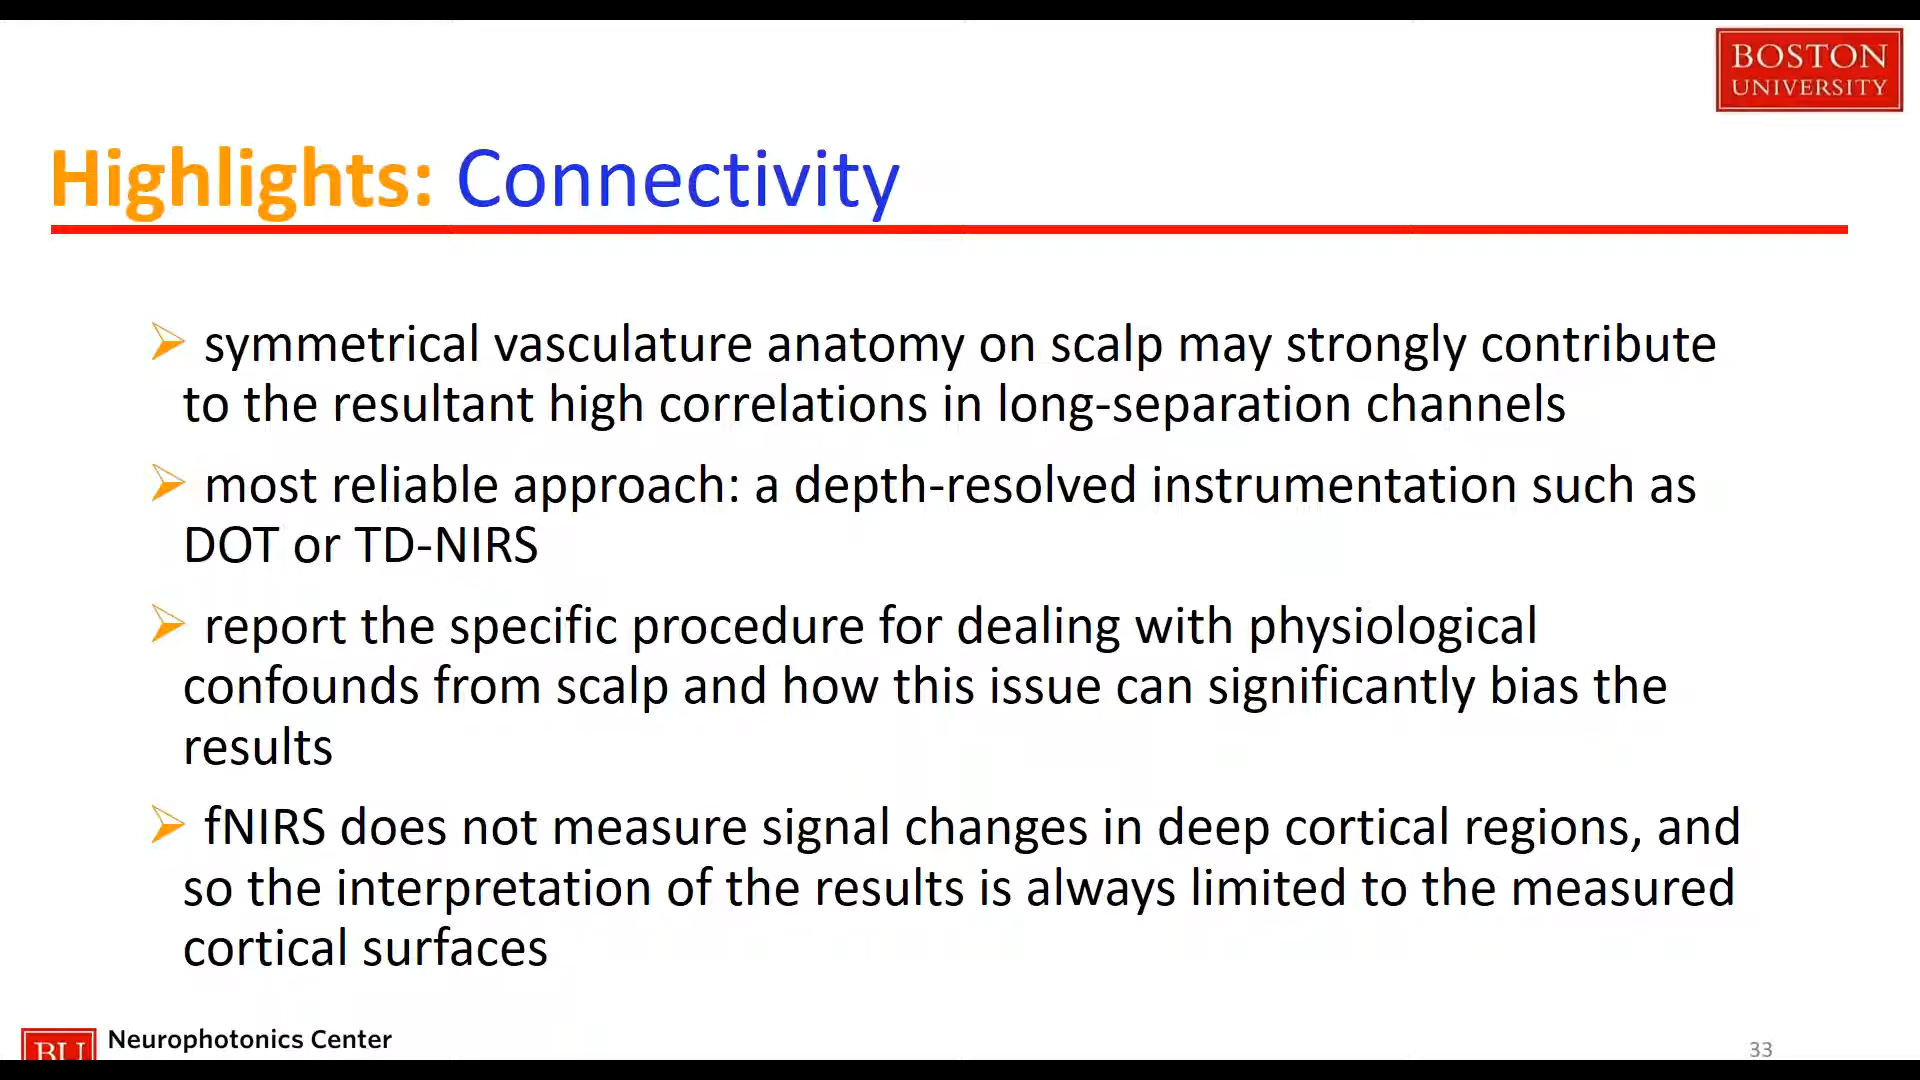 BOSTON
UNIVERSITY
Highlights: Connectivity
symmetrical vasculature anatomy on scalp may strongly contribute
to the resultant high correlations in long-separation channels
most reliable approach: a depth-resolved instrumentation such as
DOT or TD-NIRS
report the specific procedure for dealing with physiological
confounds from scalp and how this issue can significantly bias the
results
fNIRS does not measure signal changes in deep cortical regions, and
so the interpretation of the results is always limited to the measured
cortical surfaces
BU Neurophotonics Center
33